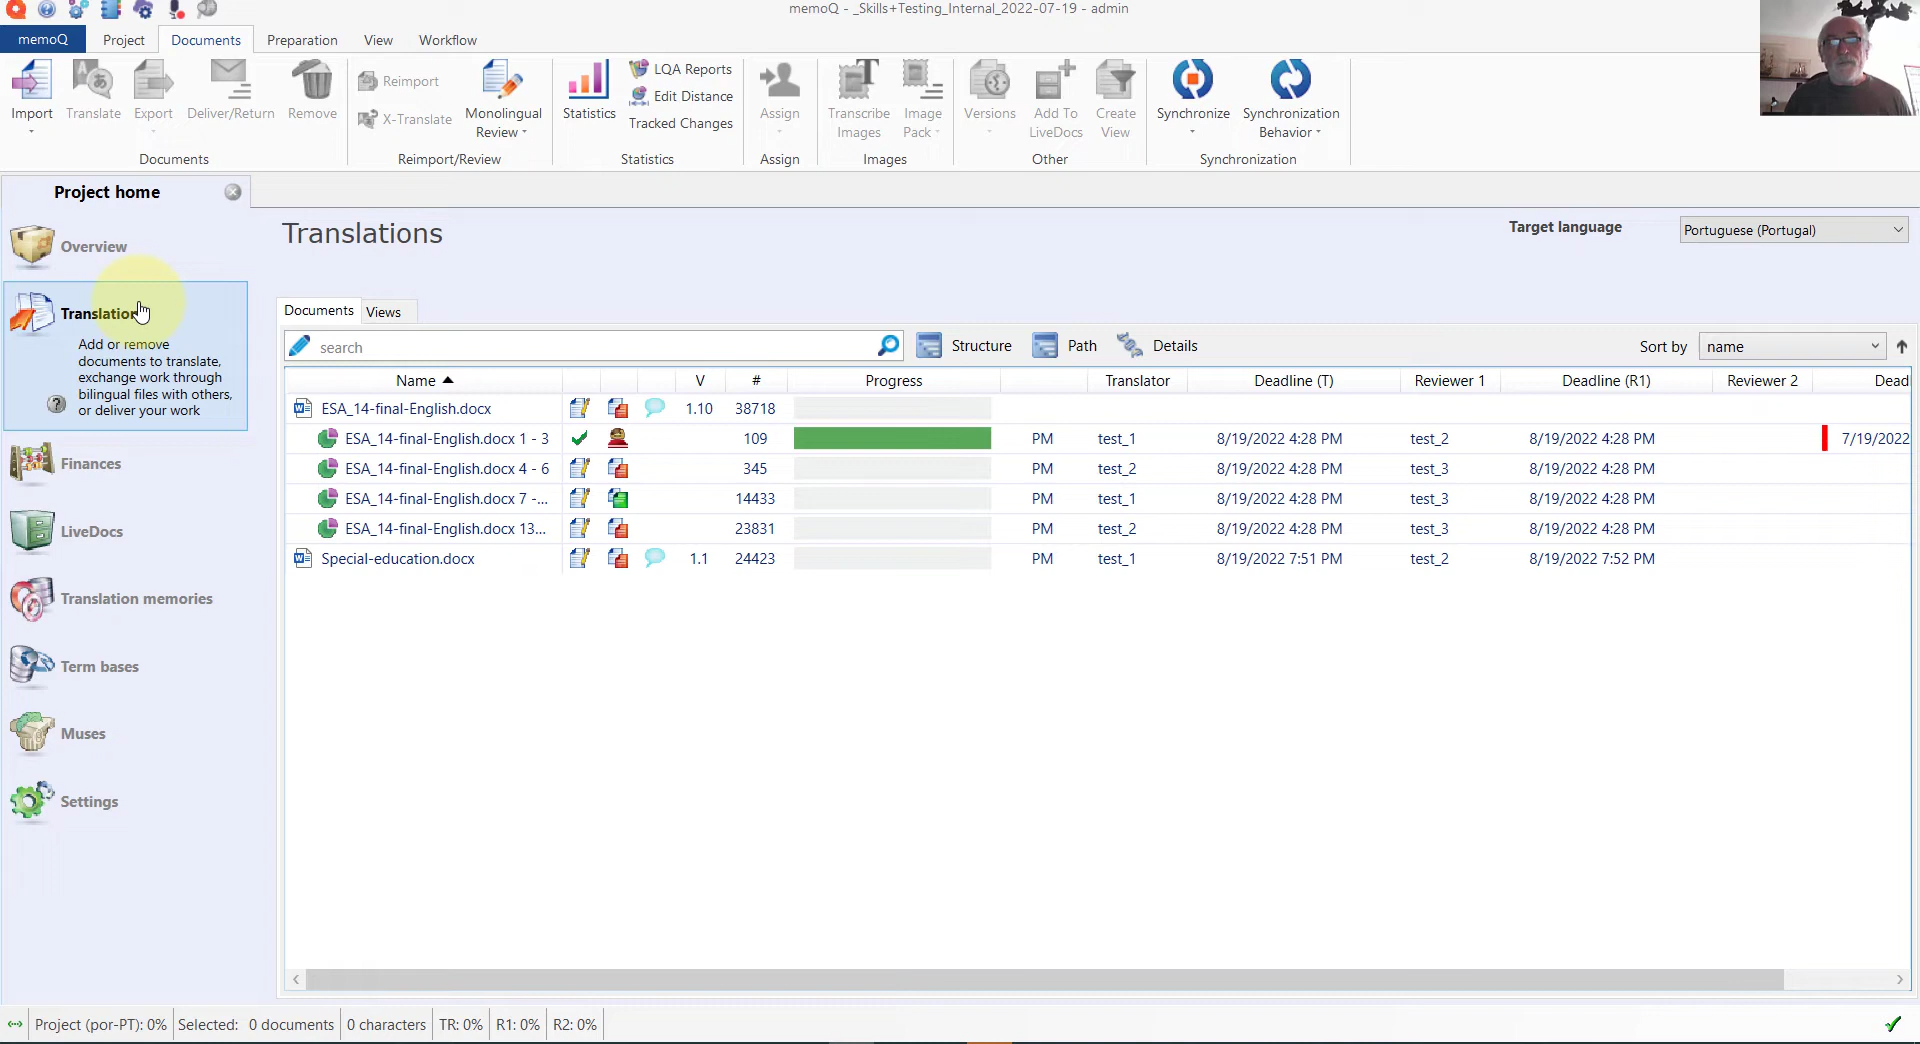 memoQ - _Skills+Testing_Internal_2022-07-19 - admin
memoQ Project Documents Preparation View Workflow
Import Translate Export Deliver/Return Remove
Documents
Reimport
X-Translate
Monolingual
Review
Reimport/Review
Statistics
LQA Reports
Edit Distance
Tracked Changes
Statistics
Assign
Assign
Transcribe
Images
Image
Pack
Images
Versions
Add To
LiveDocs
Create
View
Other
Synchronize
Synchronization
Behavior
Synchronization
Project home
Overview
Translation
Add or remove
documents to translate,
exchange work through
bilingual files with others,
or deliver your work
Finances
LiveDocs
Translation memories
Term bases
Muses
Settings
Translations
Target language Portuguese (Portugal)
Documents Views
search Structure Path Details Sort by name
Name V # Progress Translator Deadline (T) Reviewer 1 Deadline (R1) Reviewer 2 Deadl
ESA_14-final-English.docx 1.10 38718
ESA_14-final-English.docx 1 - 3 109 PM test_1 8/19/2022 4:28 PM test_2 8/19/2022 4:28 PM 7/19/2022
ESA_14-final-English.docx 4 - 6 345 PM test_2 8/19/2022 4:28 PM test_3 8/19/2022 4:28 PM
ESA_14-final-English.docx 7 -... 14433 PM test_1 8/19/2022 4:28 PM test_3 8/19/2022 4:28 PM
ESA_14-final-English.docx 13... 23831 PM test_2 8/19/2022 4:28 PM test_3 8/19/2022 4:28 PM
Special-education.docx 1.1 24423 PM test_1 8/19/2022 7:51 PM test_2 8/19/2022 7:52 PM
Project (por-PT): 0% Selected: 0 documents 0 characters TR: 0% R1: 0% R2: 0%